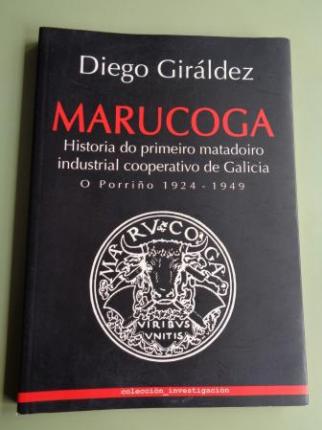 Diego Giráldez
MARUCOGA
Historia do primeiro matadoiro
industrial cooperativo de Galicia
O Porriño 1924 - 1949
MARUCOGA
VIRIBUS
UNITIS
colección_investigación